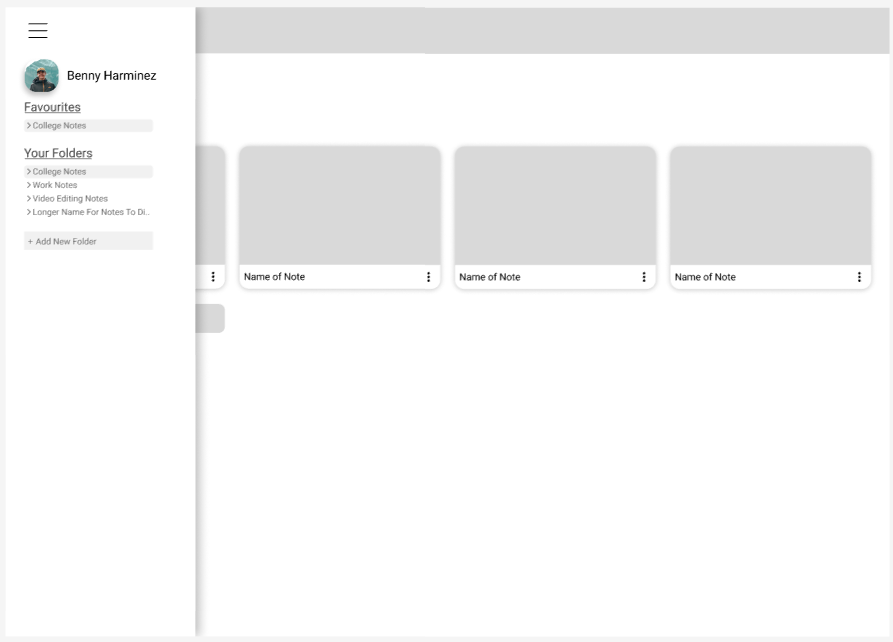 Benny Harminez
Favourites
> College Notes
Your Folders
> College Notes
> Work Notes
> Video Editing Notes
> Longer Name For Notes To Di..
+ Add New Folder
Name of Note
Name of Note
Name of Note